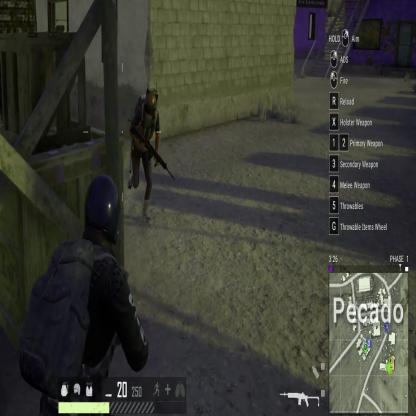 HOLD Aim
ADS
Fire
R Reload
X Holster Weapon
1 2 Primary Weapon
3 Secondary Weapon
4 Melee Weapon
5 Throwables
G Throwable Items Wheel
3:26 PHASE 1
Pecado
20 250